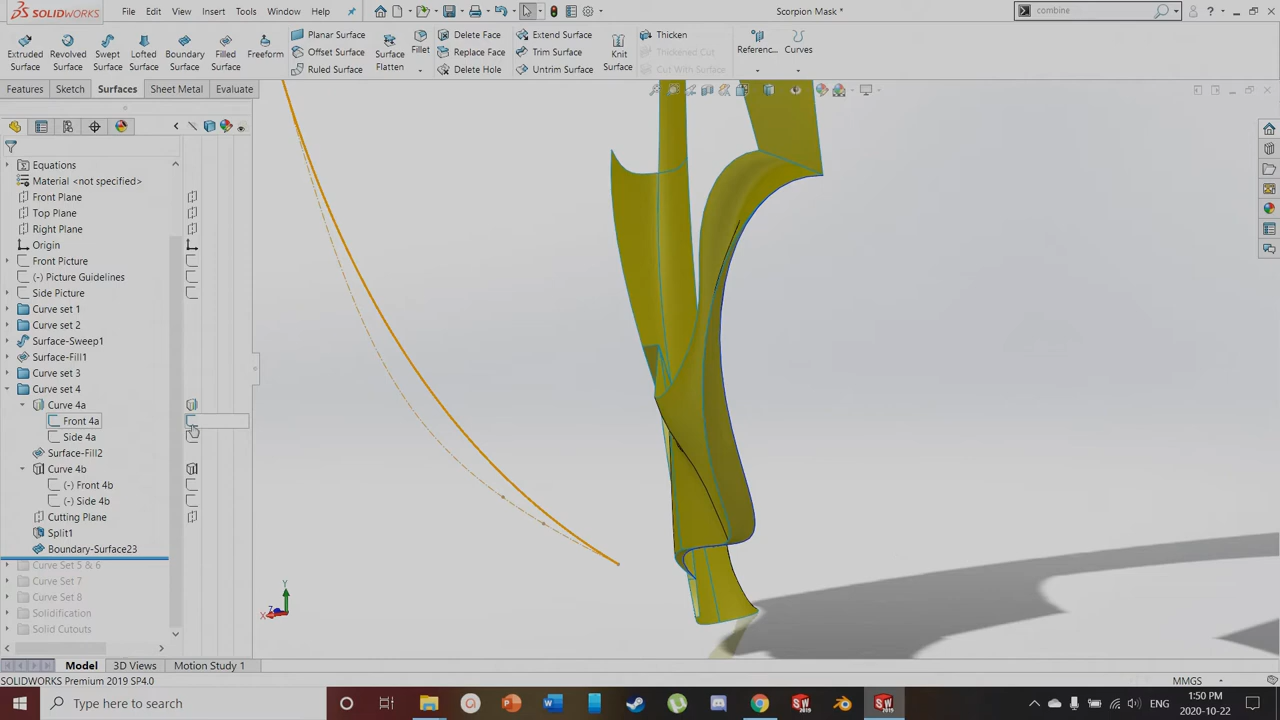 SOLIDWORKS File Edit View Insert Tools Window Help Scorpion Mask * combine
Extruded Surface Revolved Surface Swept Surface Lofted Surface Boundary Surface Filled Surface Freeform
Planar Surface
Offset Surface
Ruled Surface
Surface Flatten
Fillet
Delete Face
Replace Face
Delete Hole
Extend Surface
Trim Surface
Untrim Surface
Knit Surface
Thicken
Thickened Cut
Cut With Surface
Referenc...
Curves
Features Sketch Surfaces Sheet Metal Evaluate
Equations
Material <not specified>
Front Plane
Top Plane
Right Plane
Origin
Front Picture
(-) Picture Guidelines
Side Picture
Curve set 1
Curve set 2
Surface-Sweep1
Surface-Fill1
Curve set 3
Curve set 4
Curve 4a
Front 4a
Side 4a
Surface-Fill2
Curve 4b
(-) Front 4b
(-) Side 4b
Cutting Plane
Split1
Boundary-Surface23
Curve Set 5 & 6
Curve Set 7
Curve Set 8
Solidification
Solid Cutouts
Y
X
Z
Model 3D Views Motion Study 1
SOLIDWORKS Premium 2019 SP4.0 MMGS
Type here to search
ENG
1:50 PM
2020-10-22